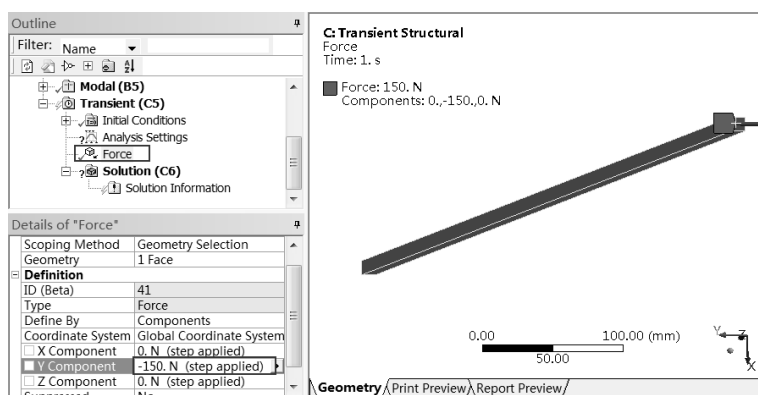 Outline
Filter: Name
Modal (B5)
Transient (C5)
Initial Conditions
Analysis Settings
Force
Solution (C6)
Solution Information
Details of "Force"
Scoping Method Geometry Selection
Geometry 1 Face
Definition
ID (Beta) 41
Type Force
Define By Components
Coordinate System Global Coordinate System
X Component 0. N (step applied)
Y Component -150. N (step applied)
Z Component 0. N (step applied)
Suppressed No
C: Transient Structural
Force
Time: 1. s
Force: 150. N
Components: 0.,-150.,0. N
0.00 100.00 (mm)
50.00
Y Z
X
Geometry Print Preview Report Preview